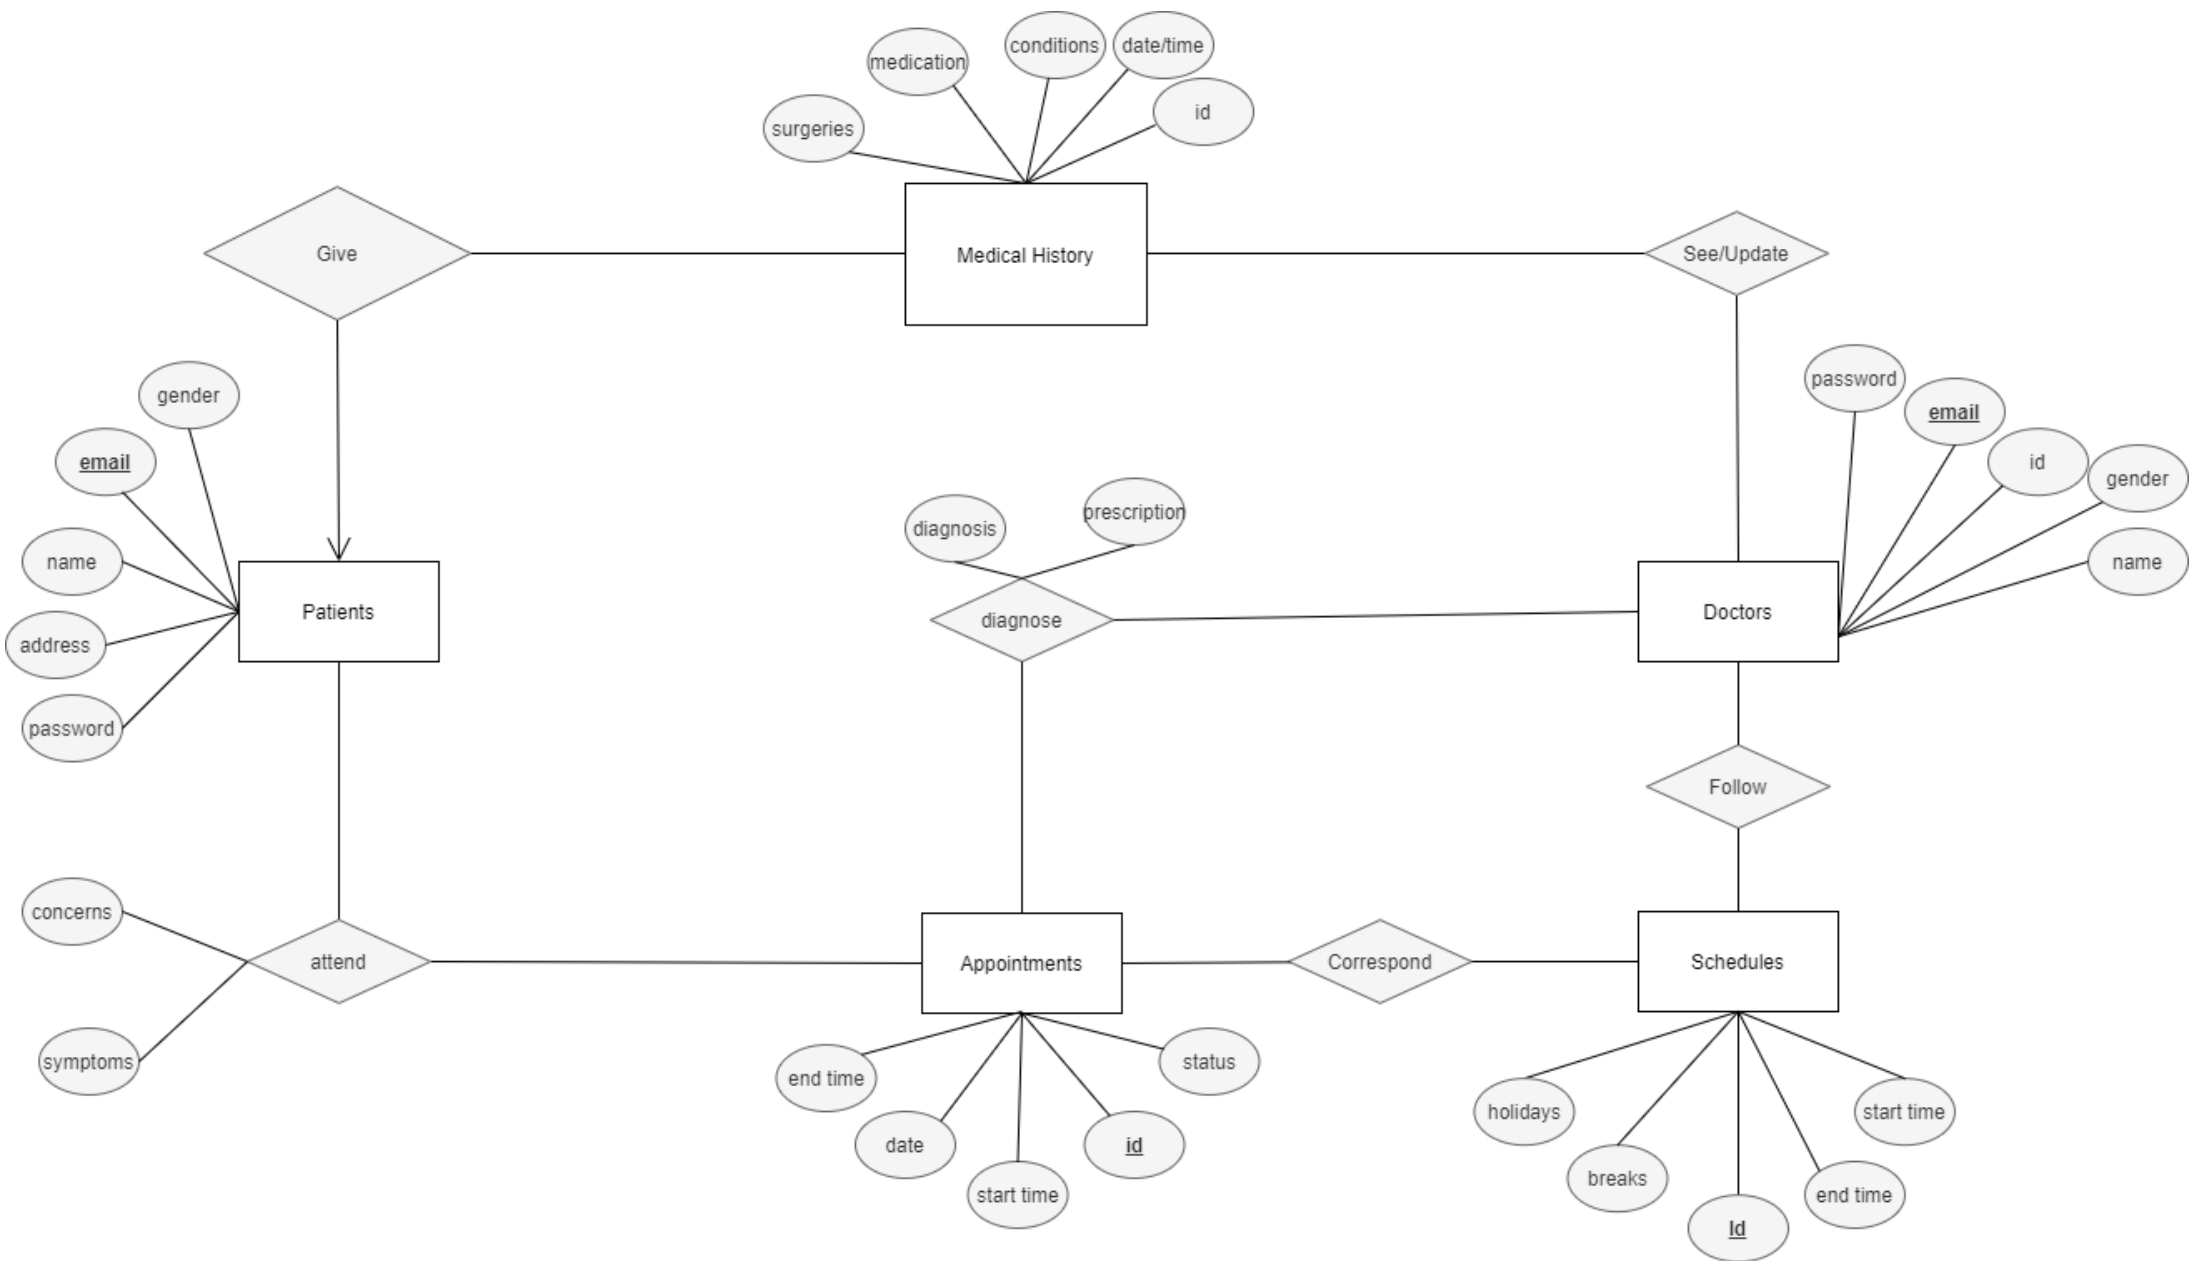 conditions
date/time
medication
id
surgeries
Give
Medical History
See/Update
gender
password
email
email
id
gender
diagnosis
prescription
name
name
Patients
diagnose
Doctors
address
password
Follow
concerns
attend
Appointments
Correspond
Schedules
symptoms
end time
status
holidays
start time
date
id
breaks
start time
end time
Id